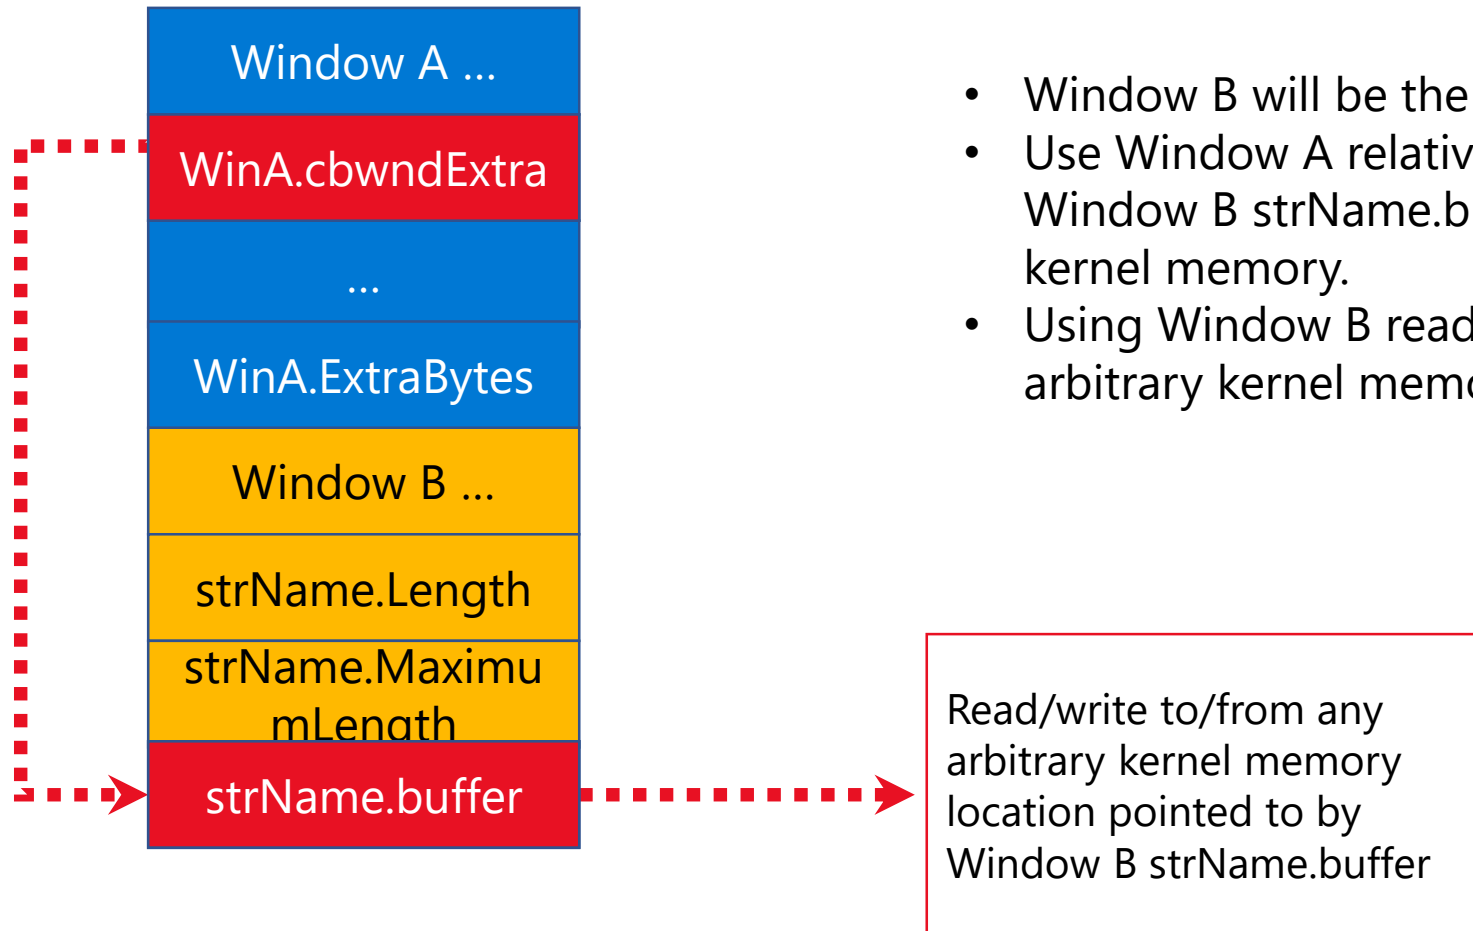 Window A ...
WinA.cbwndExtra
...
WinA.ExtraBytes
Window B ...
strName.Length
strName.Maximu
mLength
strName.buffer
• Window B will be the
• Use Window A relativ
Window B strName.b
kernel memory.
• Using Window B read
arbitrary kernel mem
Read/write to/from any
arbitrary kernel memory
location pointed to by
Window B strName.buffer